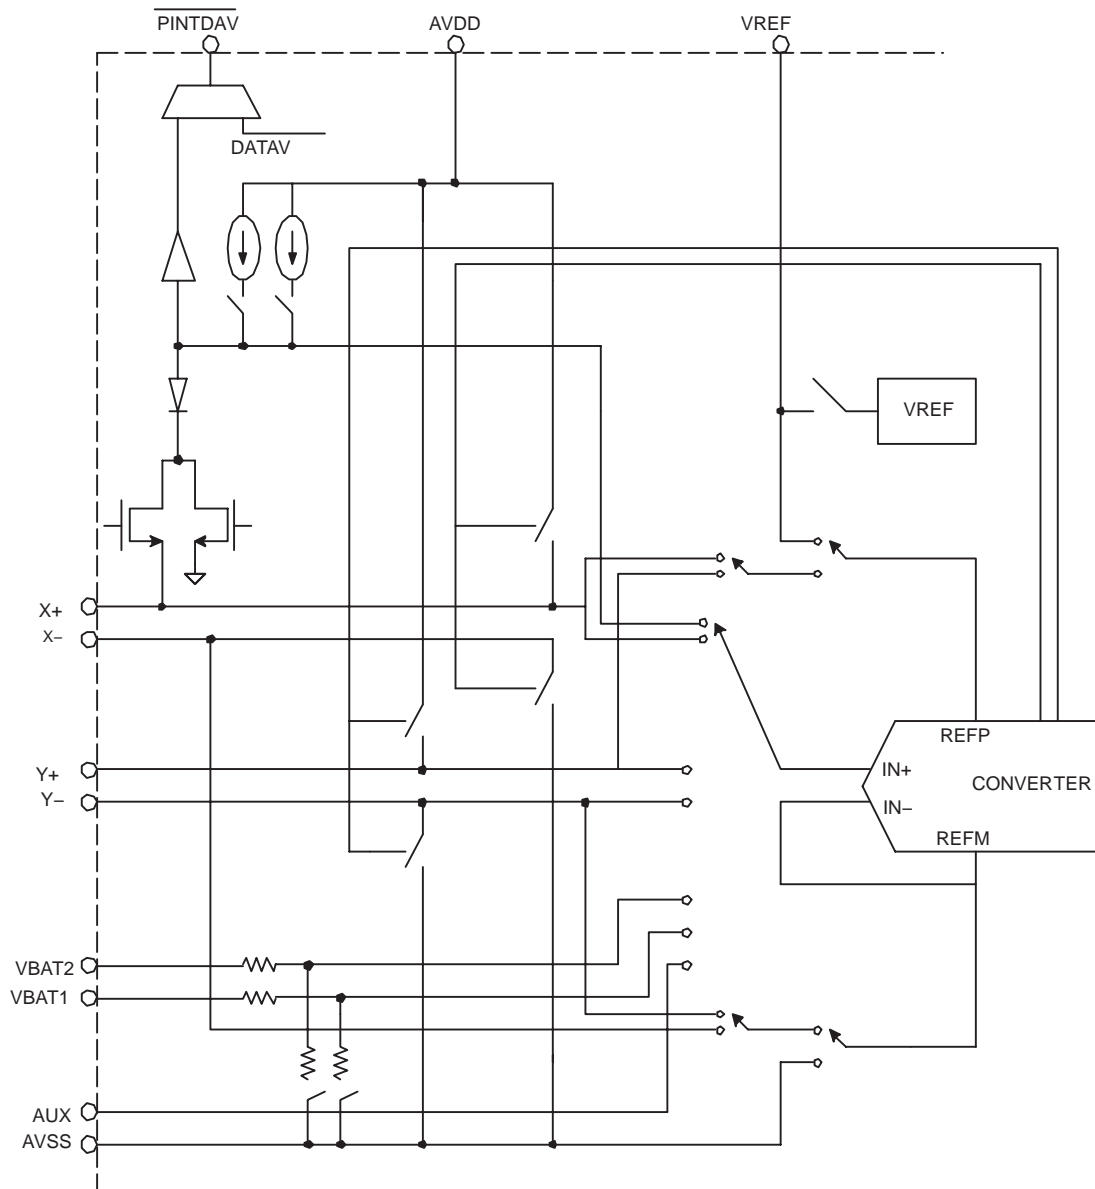 PINTDAV
AVDD
VREF
DATAV
VREF
X+
X–
REFP
Y+
IN+
CONVERTER
Y–
IN–
REFM
VBAT2
VBAT1
AUX
AVSS